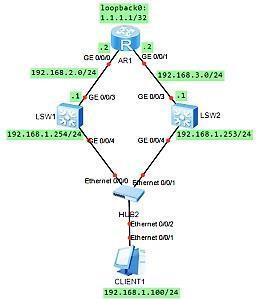 loopback0:
1.1.1.1/32
.2
.2
R
GE 0/0/0
GE 0/0/1
AR1
192.168.2.0/24
192.168.3.0/24
.1
GE 0/0/3
GE 0/0/3
.1
LSW1
LSW2
192.168.1.254/24
192.168.1.253/24
GE 0/0/4
GE 0/0/4
Ethernet 0/0/0
Ethernet 0/0/1
HUB2
Ethernet 0/0/2
Ethernet 0/0/1
CLIENT1
192.168.1.100/24